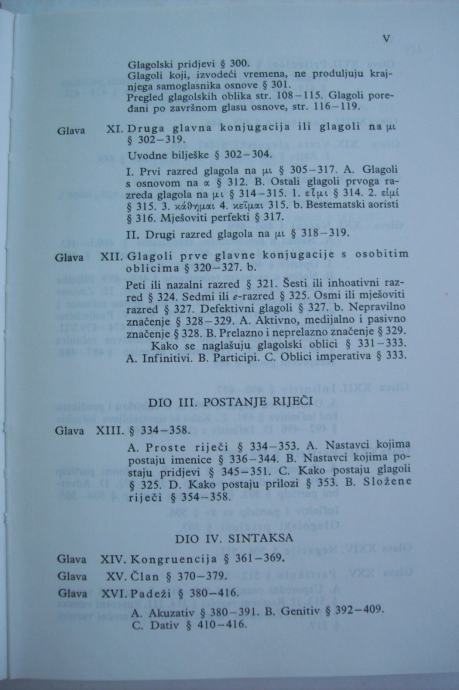 V
Glagolski pridjevi § 300.
Glagoli koji, izvodeći vremena, ne produljuju kraj-
njega samoglasnika osnove § 301.
Pregled glagolskih oblika str. 108–115. Glagoli pore-
đani po završnom glasu osnove, str. 116–119.
Glava XI. Druga glavna konjugacija ili glagoli na μι
§ 302–319.
Uvodne bilješke § 302–304.
I. Prvi razred glagola na μι § 305–317. A. Glagoli
s osnovom na α § 312. B. Ostali glagoli prvoga ra-
zreda glagola na μι § 314–315. 1. εἶμι § 314. 2. εἰμί
§ 315. 3. κάθημαι 4. κεῖμαι 315. b. Bestematski aoristi
§ 316. Mješoviti perfekti § 317.
II. Drugi razred glagola na μι § 318–319.
Glava XII. Glagoli prve glavne konjugacije s osobitim
oblicima § 320–327. b.
Peti ili nazalni razred § 321. Šesti ili inhoativni raz-
red § 324. Sedmi ili e-razred § 325. Osmi ili mješoviti
razred § 327. Defektivni glagoli § 327. b. Nepravilno
značenje § 328–329. A. Aktivno, medijalno i pasivno
značenje § 328. B. Prelazno i neprelazno značenje § 329.
Kako se naglašuju glagolski oblici § 331–333.
A. Infinitivi. B. Participi. C. Oblici imperativa § 333.
DIO III. POSTANJE RIJEČI
Glava XIII. § 334–358.
A. Proste riječi § 334–353. A. Nastavci kojima
postaju imenice § 336–344. B. Nastavci kojima po-
staju pridjevi § 345–351. C. Kako postaju glagoli
§ 325. D. Kako postaju prilozi § 353. B. Složene
riječi § 354–358.
DIO IV. SINTAKSA
Glava XIV. Kongruencija § 361–369.
Glava XV. Član § 370–379.
Glava XVI. Padeži § 380–416.
A. Akuzativ § 380–391. B. Genitiv § 392–409.
C. Dativ § 410–416.